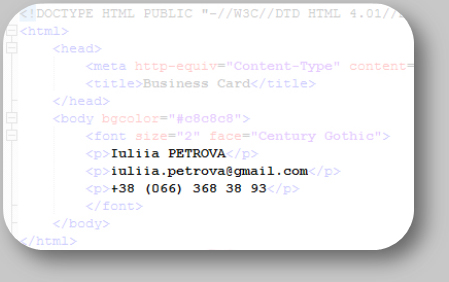 <!DOCTYPE HTML PUBLIC "-//W3C//DTD HTML 4.01//
<html>
<head>
<meta http-equiv="Content-Type" content=
<title>Business Card</title>
</head>
<body bgcolor="#c8c8c8">
<font size="2" face="Century Gothic">
<p>Iuliia PETROVA</p>
<p>iuliia.petrova@gmail.com</p>
<p>+38 (066) 368 38 93</p>
</font>
</body>
</html>